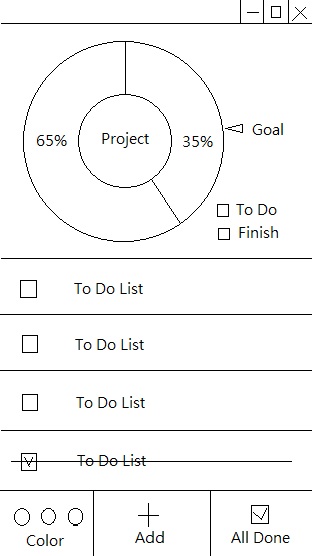 65%
Project
35%
Goal
To Do
Finish
To Do List
To Do List
To Do List
To Do List
Color
Add
All Done